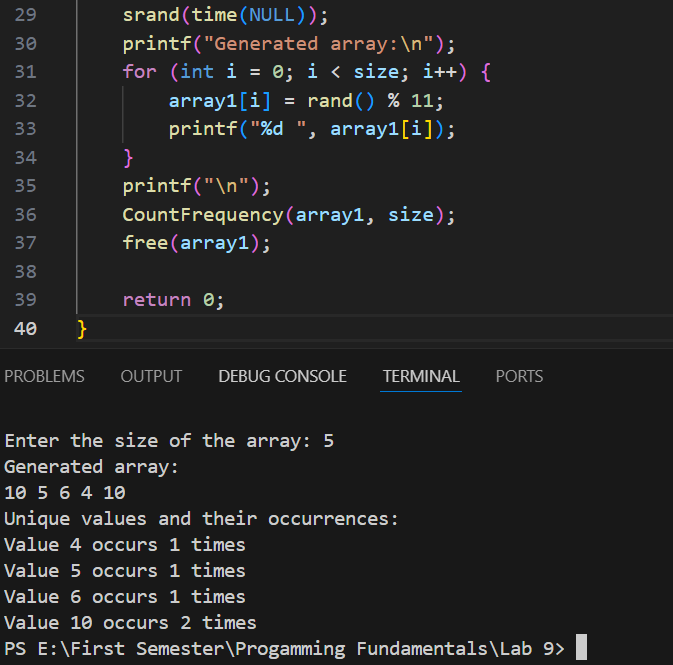 29 srand(time(NULL));
30 printf("Generated array:\n");
31 for (int i = 0; i < size; i++) {
32 array1[i] = rand() % 11;
33 printf("%d ", array1[i]);
34 }
35 printf("\n");
36 CountFrequency(array1, size);
37 free(array1);
38
39 return 0;
40 }
PROBLEMS OUTPUT DEBUG CONSOLE TERMINAL PORTS
Enter the size of the array: 5
Generated array:
10 5 6 4 10
Unique values and their occurrences:
Value 4 occurs 1 times
Value 5 occurs 1 times
Value 6 occurs 1 times
Value 10 occurs 2 times
PS E:\First Semester\Progamming Fundamentals\Lab 9>